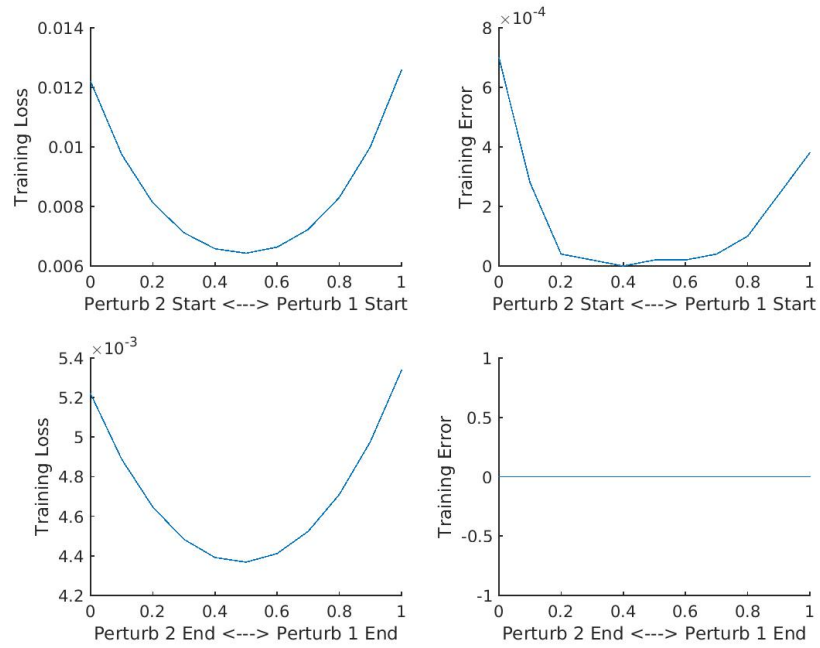 0.014
0.012
0.01
0.008
0.006
Training Loss
0 0.2 0.4 0.6 0.8 1
Perturb 2 Start <---> Perturb 1 Start
×10-4
8
6
4
2
0
Training Error
0 0.2 0.4 0.6 0.8 1
Perturb 2 Start <---> Perturb 1 Start
×10-3
5.4
5.2
5
4.8
4.6
4.4
4.2
Training Loss
0 0.2 0.4 0.6 0.8 1
Perturb 2 End <---> Perturb 1 End
1
0.5
0
-0.5
-1
Training Error
0 0.2 0.4 0.6 0.8 1
Perturb 2 End <---> Perturb 1 End